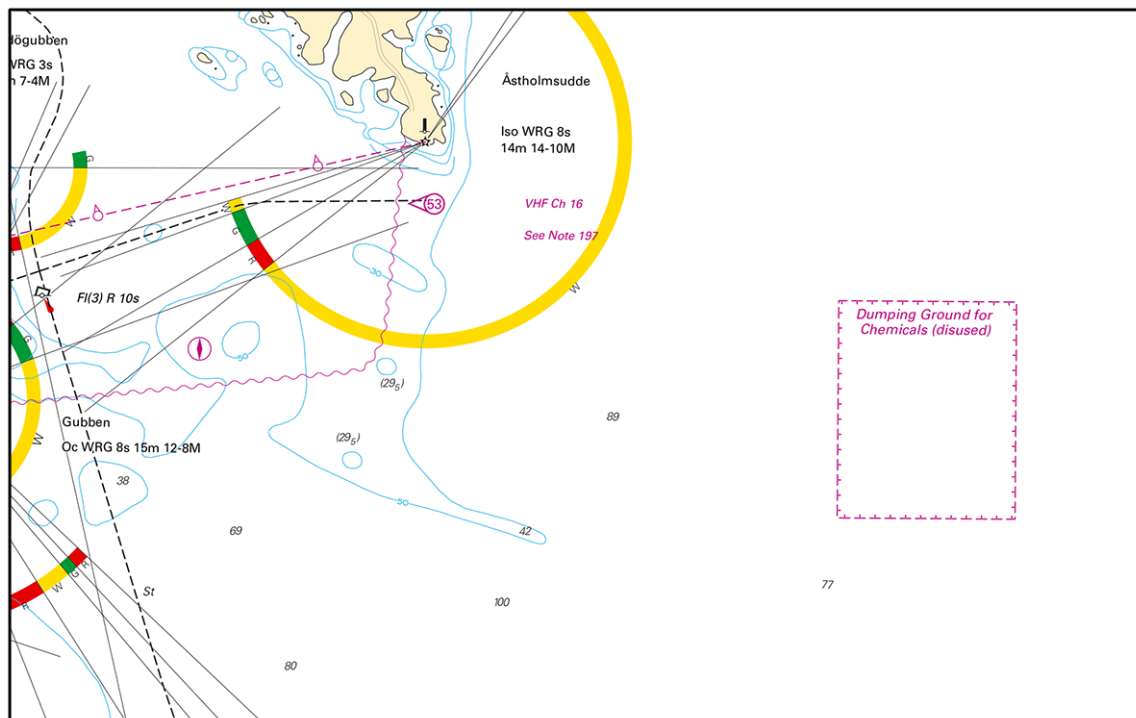 dögubben
WRG 3s
7-4M
G
W
Åstholmsudde
Iso WRG 8s
14m 14-10M
A
A
(53)
VHF Ch 16
See Note 197
W
G
R
W
30
Fl(3) R 10s
50
Dumping Ground for
Chemicals (disused)
G
(29₅)
89
Gubben
Oc WRG 8s 15m 12-8M
W
(29₅)
38
50
69
42
R
G
W
St
77
100
80